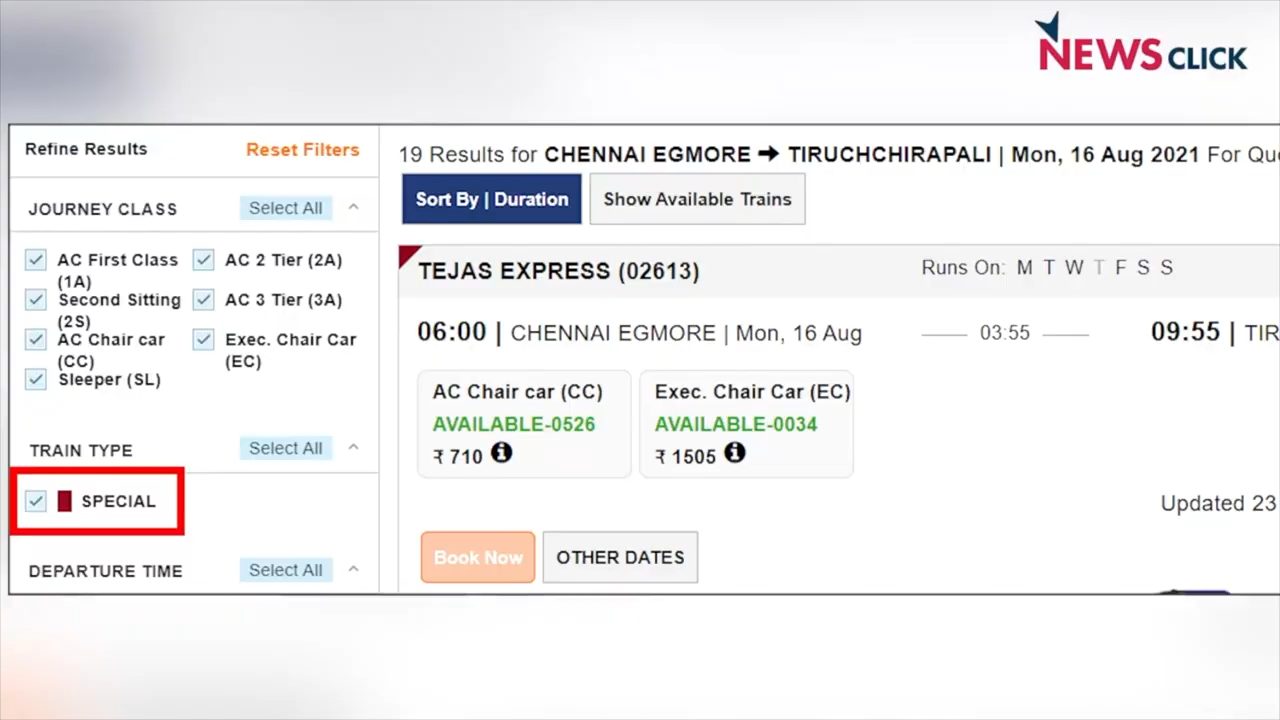 NEWS CLICK
Refine Results Reset Filters
19 Results for CHENNAI EGMORE ➞ TIRUCHCHIRAPALI | Mon, 16 Aug 2021 For
JOURNEY CLASS Select All
Sort By | Duration Show Available Trains
AC First Class (1A)
AC 2 Tier (2A)
Second Sitting (2S)
AC 3 Tier (3A)
AC Chair car (CC)
Exec. Chair Car (EC)
Sleeper (SL)
TRAIN TYPE Select All
SPECIAL
DEPARTURE TIME Select All
TEJAS EXPRESS (02613) Runs On: M T W T F S S
06:00 | CHENNAI EGMORE | Mon, 16 Aug 03:55 09:55 | TIR
AC Chair car (CC) Exec. Chair Car (EC)
AVAILABLE-0526 AVAILABLE-0034
₹ 710 ₹ 1505
Updated 23
Book Now OTHER DATES